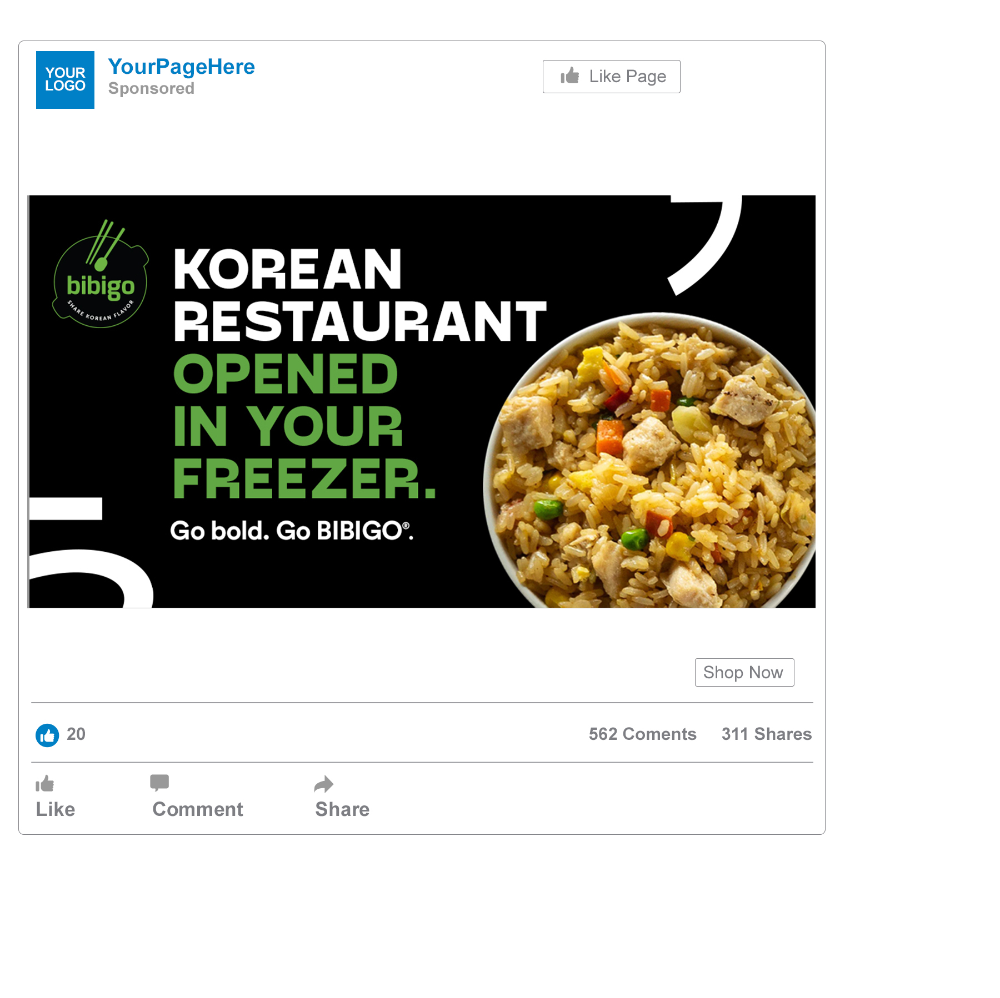 YOUR
LOGO
YourPageHere
Sponsored
Like Page
bibigo
SHARE KOREAN FLAVOR
KOREAN
RESTAURANT
OPENED
IN YOUR
FREEZER.
Go bold. Go BIBIGO®.
Shop Now
20
562 Coments
311 Shares
Like
Comment
Share